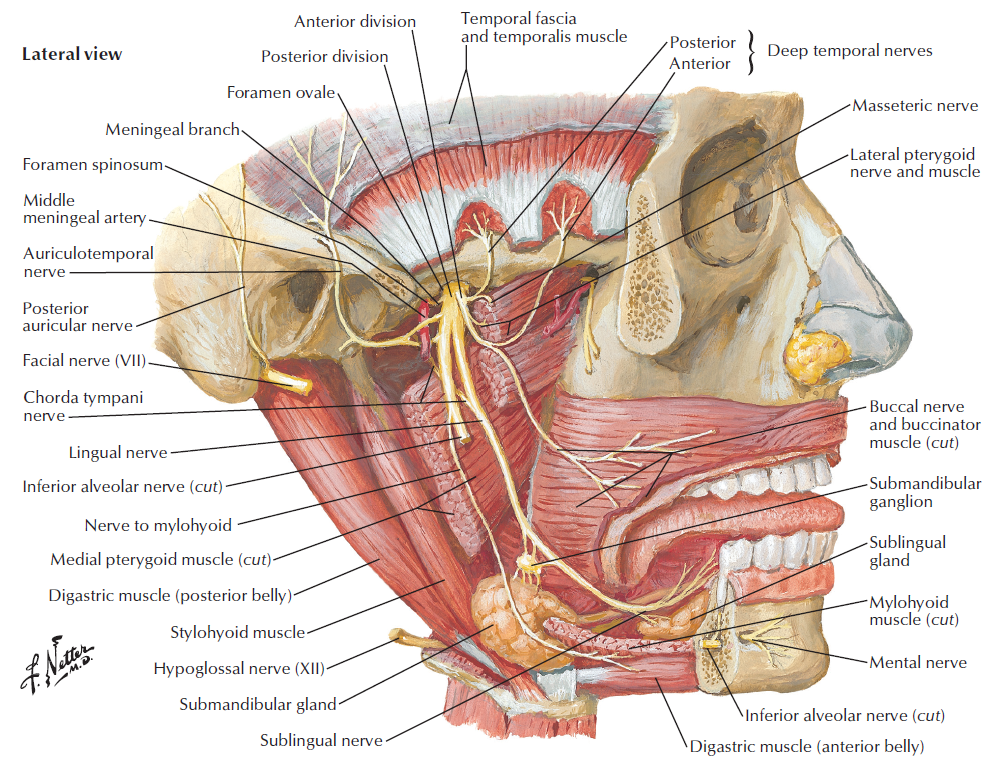 Lateral view
Anterior division
Posterior division
Foramen ovale
Meningeal branch
Foramen spinosum
Middle
meningeal artery
Auriculotemporal
nerve
Posterior
auricular nerve
Facial nerve (VII)
Chorda tympani
nerve
Lingual nerve
Inferior alveolar nerve (cut)
Nerve to mylohyoid
Medial pterygoid muscle (cut)
Digastric muscle (posterior belly)
Stylohyoid muscle
Hypoglossal nerve (XII)
Submandibular gland
Sublingual nerve
Temporal fascia
and temporalis muscle
Posterior
Anterior
} Deep temporal nerves
Masseteric nerve
Lateral pterygoid
nerve and muscle
Buccal nerve
and buccinator
muscle (cut)
Submandibular
ganglion
Sublingual
gland
Mylohyoid
muscle (cut)
Mental nerve
Inferior alveolar nerve (cut)
Digastric muscle (anterior belly)
F. Netter
M.D.